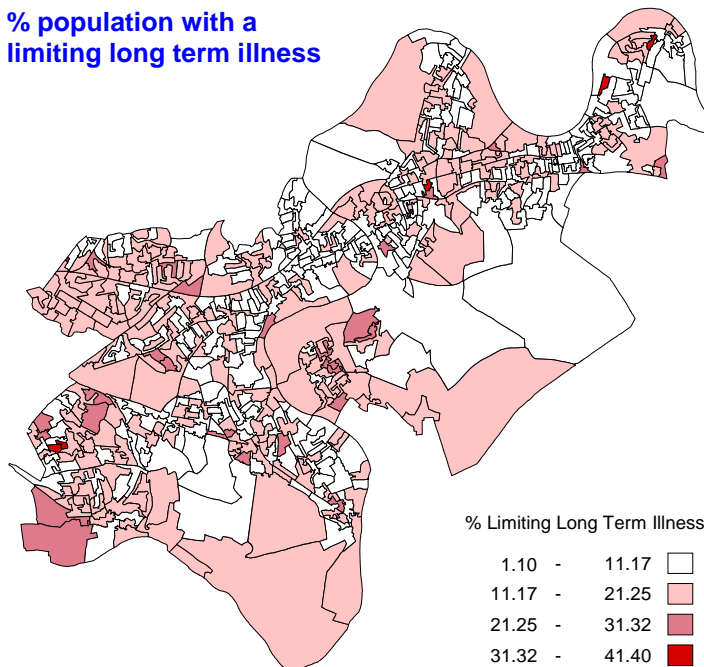 % population with a
limiting long term illness
% Limiting Long Term Illness
1.10 - 11.17
11.17 - 21.25
21.25 - 31.32
31.32 - 41.40